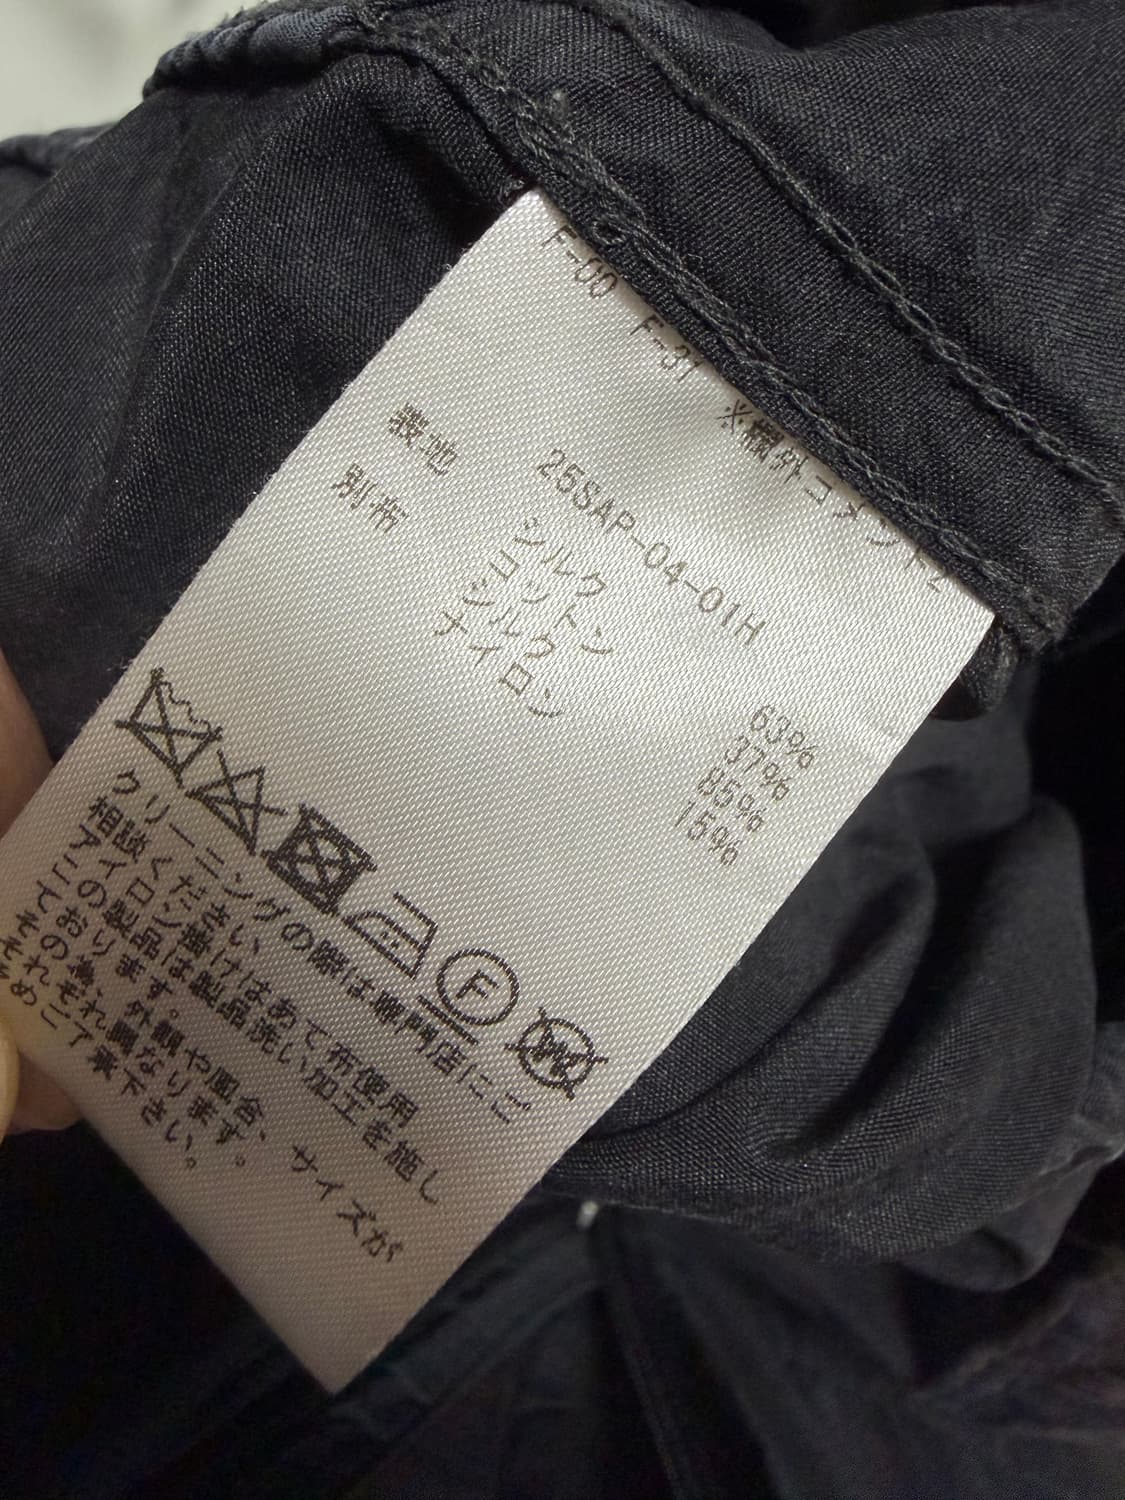 F-00 F-31 ※欄外コメント2
25SAP-04-01H
表地 シルク 63%
コットン 37%
別布 シルク 85%
ナイロン 15%
F W
クリーニングの際は専門店にご
相談ください、
アイロン掛けはあて布使用
この製品は製品洗い加工を施し
ております。外観や風合、サイズが
それぞれ異なります。
予めご了承下さい。